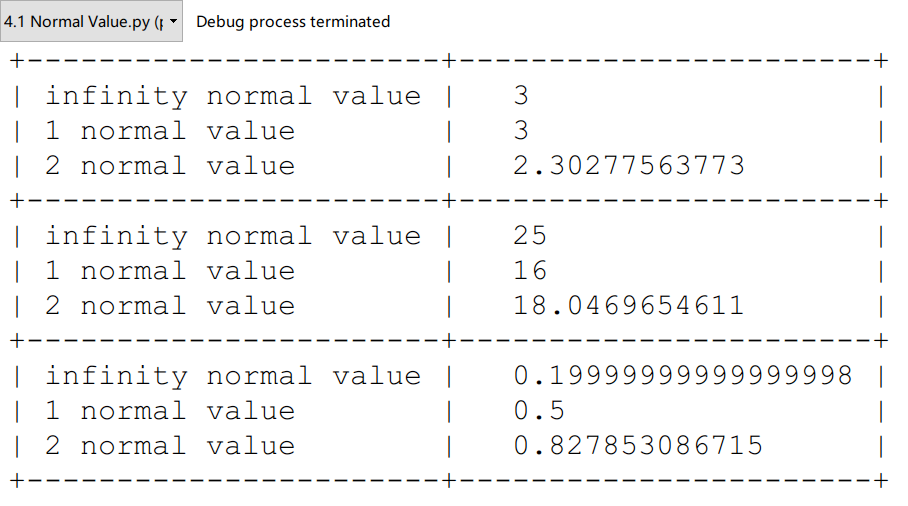 4.1 Normal Value.py (p Debug process terminated
+-----------------------+-----------------------+
| infinity normal value | 3 |
| 1 normal value | 3 |
| 2 normal value | 2.30277563773 |
+-----------------------+-----------------------+
| infinity normal value | 25 |
| 1 normal value | 16 |
| 2 normal value | 18.0469654611 |
+-----------------------+-----------------------+
| infinity normal value | 0.19999999999999998 |
| 1 normal value | 0.5 |
| 2 normal value | 0.827853086715 |
+-----------------------+-----------------------+